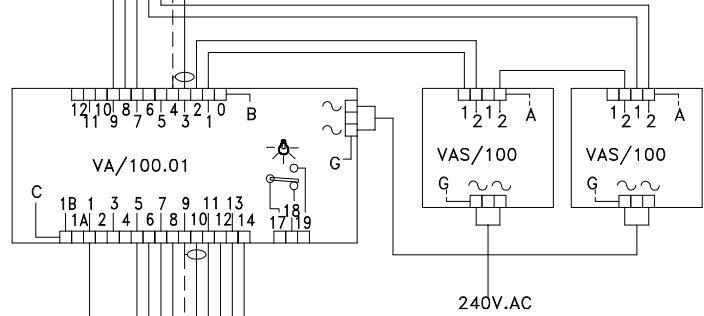 12 10 8 6 4 2 0
11 9 7 5 3 1
B
G
VA/100.01
C
1B 1 3 5 7 9 11 13
1A 2 4 6 8 10 12 14
18
17 19
1 1
2 2
A
VAS/100
G
1 1
2 2
A
VAS/100
G
240V.AC